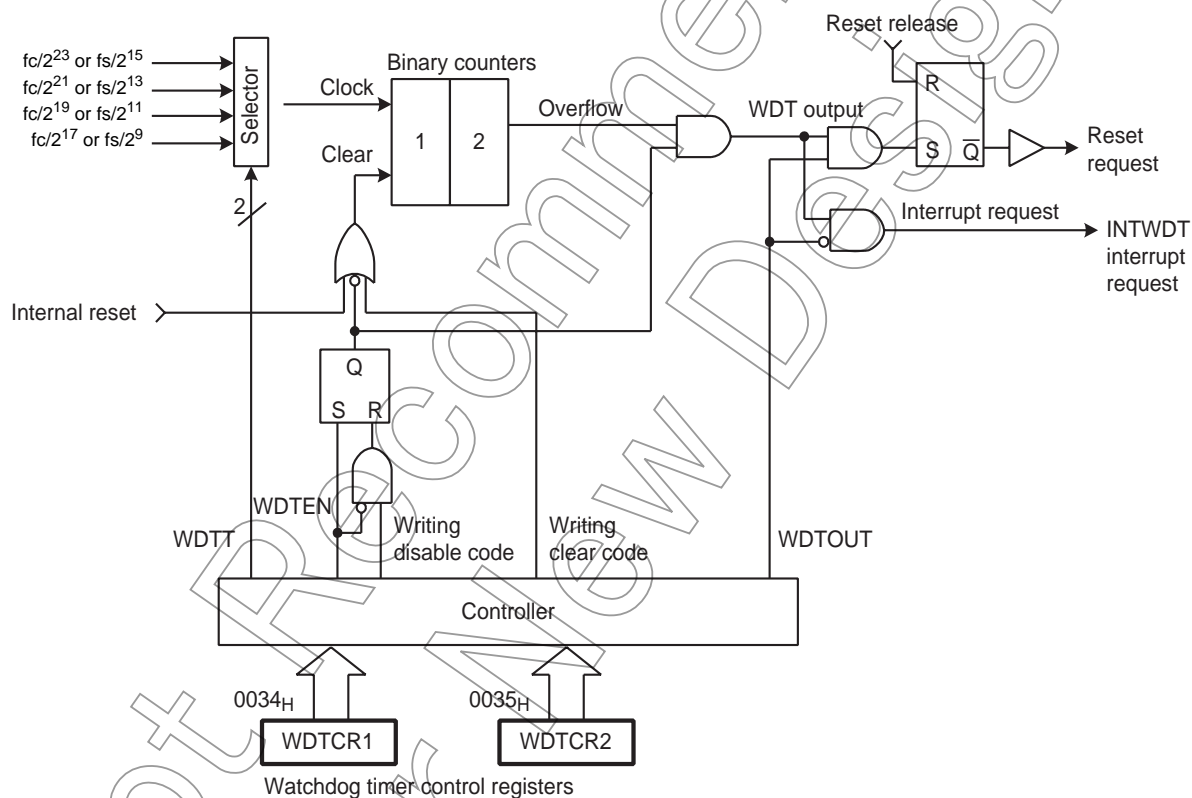 Reset release
fc/2^23 or fs/2^15
fc/2^21 or fs/2^13
fc/2^19 or fs/2^11
fc/2^17 or fs/2^9
Selector
Binary counters
Clock
Clear
1
2
Overflow
WDT output
R
S
Q̅
Reset
request
Interrupt request
INTWDT
interrupt
request
2
Internal reset
Q
S
R
WDTEN
WDTT
Writing
disable code
Writing
clear code
WDTOUT
Controller
0034H
0035H
WDTCR1
WDTCR2
Watchdog timer control registers